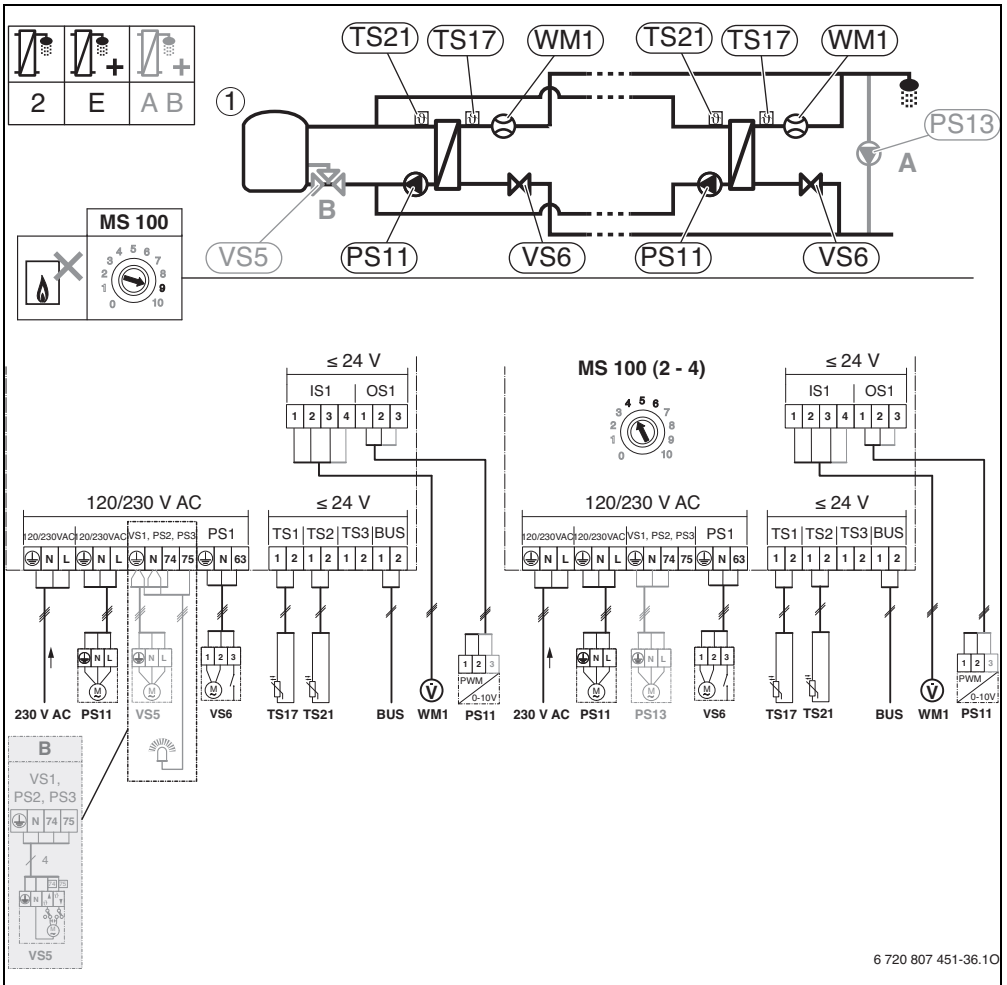 TS21 TS17 WM1 TS21 TS17 WM1
2 E A B
1
PS13
A
B
MS 100
VS5 PS11 VS6 PS11 VS6
0 1 2 3 4 5 6 7 8 9 10
≤ 24 V
IS1 OS1
1 2 3 4 1 2 3
MS 100 (2 - 4)
0 1 2 3 4 5 6 7 8 9 10
≤ 24 V
IS1 OS1
1 2 3 4 1 2 3
120/230 V AC ≤ 24 V
120/230VAC 120/230VAC VS1, PS2, PS3 PS1 TS1 TS2 TS3 BUS
N L N L N 74 75 N 63 1 2 1 2 1 2 1 2
120/230 V AC ≤ 24 V
120/230VAC 120/230VAC VS1, PS2, PS3 PS1 TS1 TS2 TS3 BUS
N L N L N 74 75 N 63 1 2 1 2 1 2 1 2
N L N L 1 2 3 1 2 3
M M M V̇ PWM 0-10V
230 V AC PS11 VS5 VS6 TS17 TS21 BUS WM1 PS11
N L N L 1 2 3 1 2 3
M M M V̇ PWM 0-10V
230 V AC PS11 PS13 VS6 TS17 TS21 BUS WM1 PS11
B
VS1,
PS2, PS3
N 74 75
4
74 75
N
M
VS5
6 720 807 451-36.1O